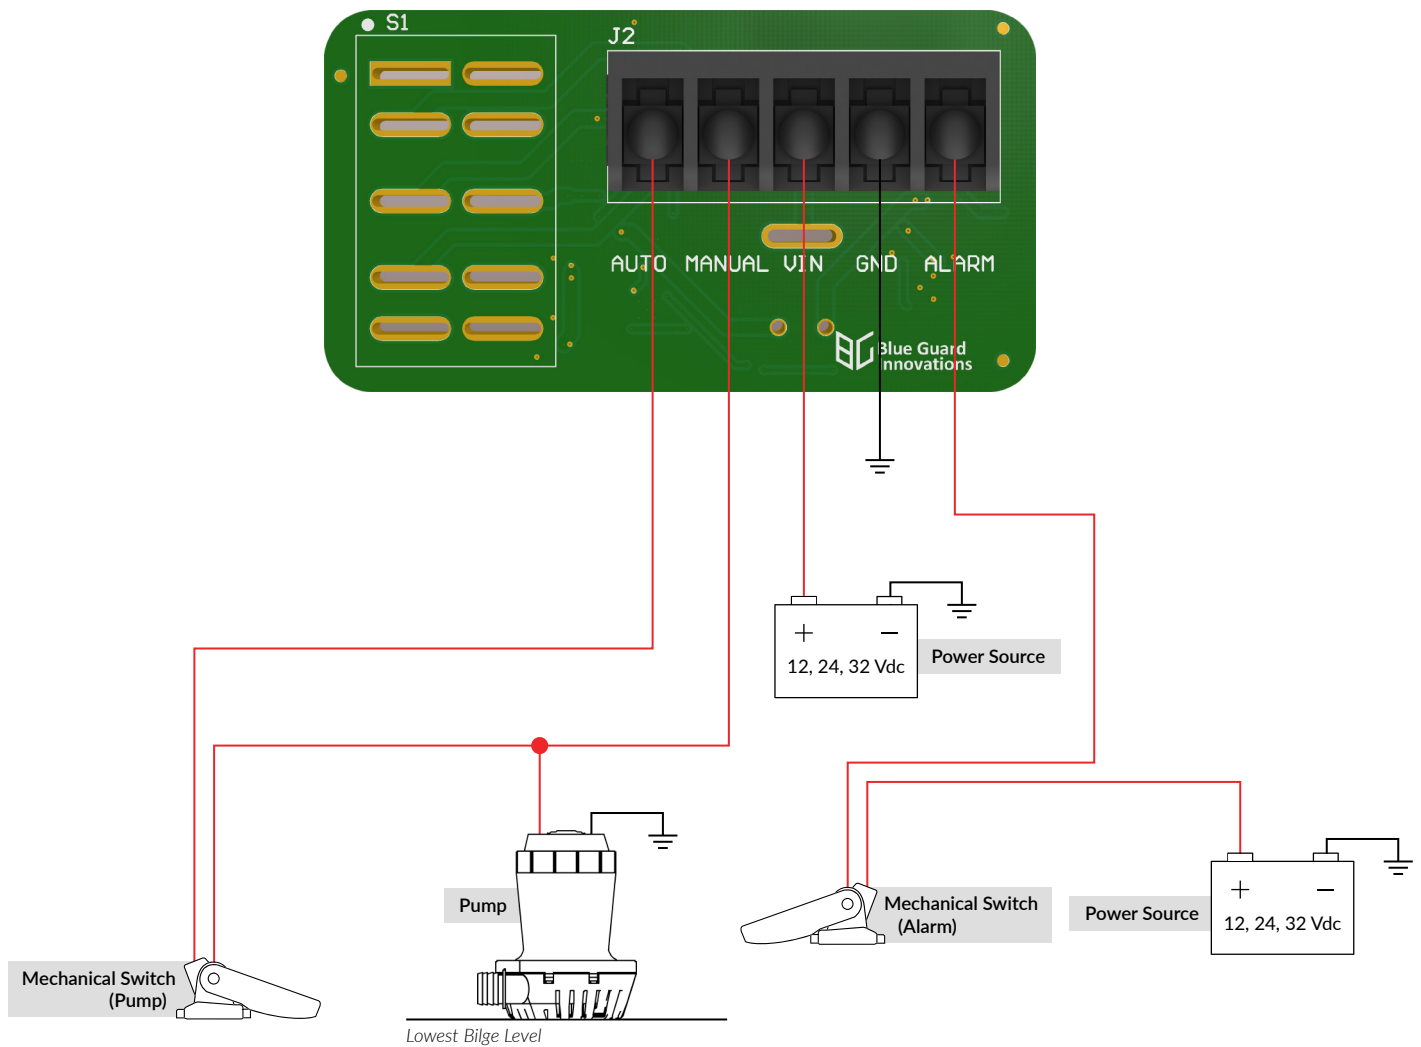 S1
J2
AUTO MANUAL VIN GND ALARM
BG
Blue Guard
Innovations
+ −
12, 24, 32 Vdc
Power Source
Pump
Mechanical Switch
(Alarm)
Power Source
+ −
12, 24, 32 Vdc
Mechanical Switch
(Pump)
Lowest Bilge Level